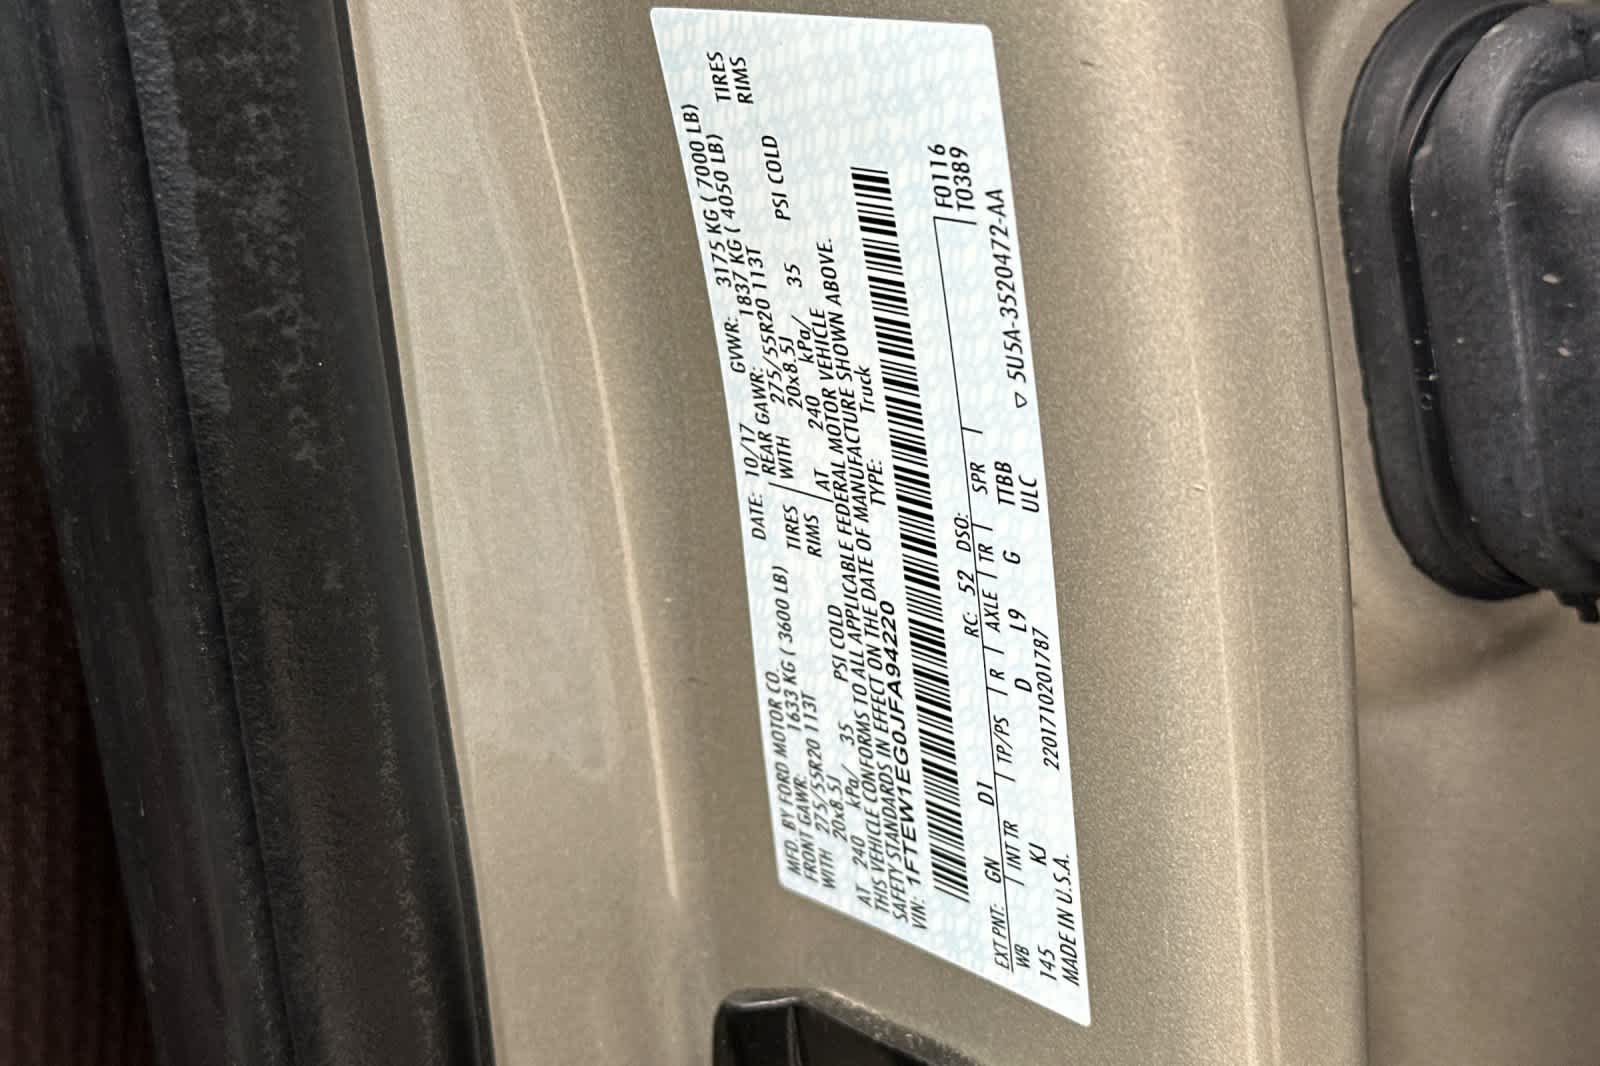 MFD. BY FORD MOTOR CO. DATE: 10/17 GVWR: 3175 KG ( 7000 LB)
FRONT GAWR: 1633 KG ( 3600 LB) REAR GAWR: 1837 KG ( 4050 LB)
WITH 275/55R20 113T TIRES WITH 275/55R20 113T TIRES
20x8.5J RIMS 20x8.5J RIMS
AT 240 kPa/ 35 PSI COLD AT 240 kPa/ 35 PSI COLD
THIS VEHICLE CONFORMS TO ALL APPLICABLE FEDERAL MOTOR VEHICLE
SAFETY STANDARDS IN EFFECT ON THE DATE OF MANUFACTURE SHOWN ABOVE.
VIN: 1FTEW1EG0JFA94220 TYPE: Truck
F0116
T0389
EXT PNT: GN D1 RC: 52 DSO:
WB INT TR TP/PS R AXLE TR SPR
145 KJ D L9 G TTBB
MADE IN U.S.A. 2201710201787 ULC ▽ 5U5A-3520472-AA